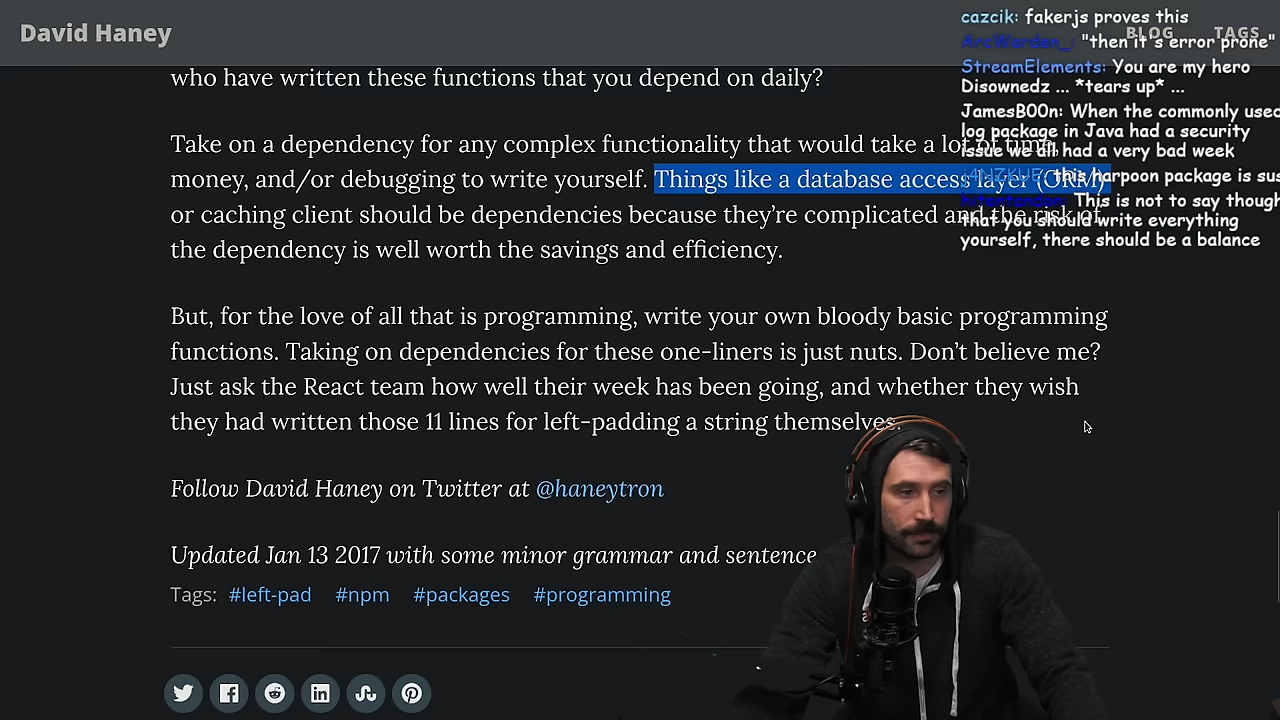 David Haney
BLOG
TAGS
who have written these functions that you depend on daily?
Take on a dependency for any complex functionality that would take a lot of time,
money, and/or debugging to write yourself. Things like a database access layer (ORM)
or caching client should be dependencies because they’re complicated and the risk of
the dependency is well worth the savings and efficiency.
But, for the love of all that is programming, write your own bloody basic programming
functions. Taking on dependencies for these one-liners is just nuts. Don’t believe me?
Just ask the React team how well their week has been going, and whether they wish
they had written those 11 lines for left-padding a string themselves.
Follow David Haney on Twitter at @haneytron
Updated Jan 13 2017 with some minor grammar and sentence
Tags: #left-pad #npm #packages #programming
cazcik: fakerjs proves this
ArcWarden_: "then it's error prone"
StreamElements: You are my hero
Disownedz ... *tears up* ...
JamesB00n: When the commonly used
log package in Java had a security
issue we all had a very bad week
this harpoon package is sus
This is not to say though
that you should write everything
yourself, there should be a balance